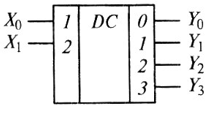 X₀ 1 DC 0 Y₀
X₁ 2 1 Y₁
2 Y₂
3 Y₃